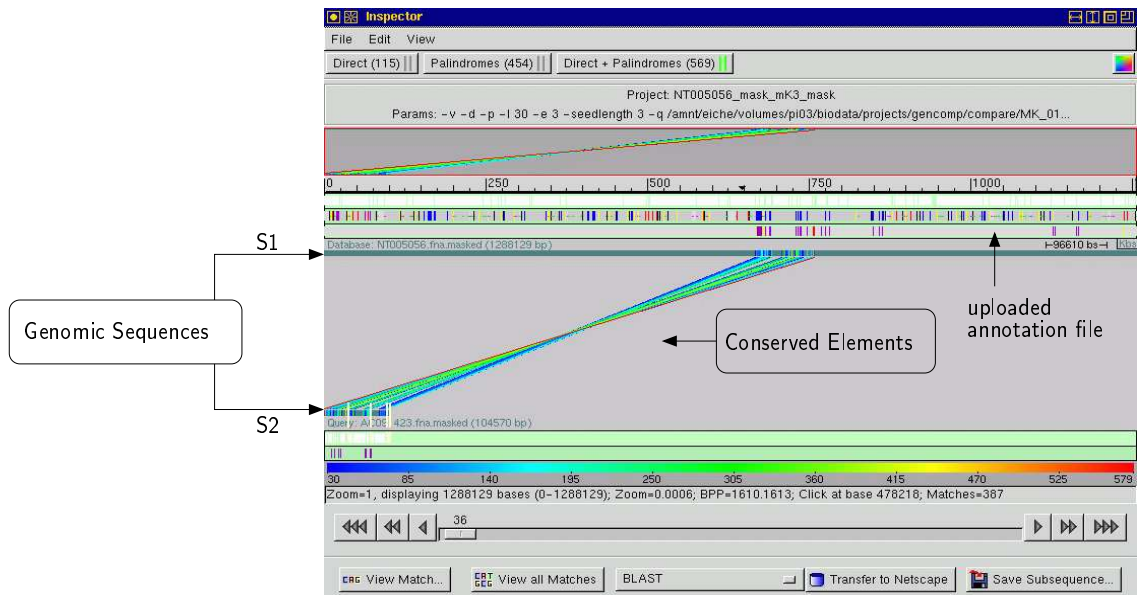 Inspector
File Edit View
Direct (115) Palindromes (454) Direct + Palindromes (569)
Project: NT005056_mask_mK3_mask
Params: -v -d -p -l 30 -e 3 -seedlength 3 -q /amnt/eiche/volumes/pi03/biodata/projects/gencomp/compare/MK_01...
|0 |250 |500 |750 |1000
S1
Database: NT005056.fna.masked (1288129 bp)
96610 bs
Kbs
Genomic Sequences
Conserved Elements
uploaded
annotation file
S2
Query: 423.fna.masked (104570 bp)
30 85 140 195 250 305 360 415 470 525 579
Zoom=1, displaying 1288129 bases (0-1288129); Zoom=0.0006; BPP=1610.1613; Click at base 478218; Matches=387
36
CAG View Match... CAT GCG View all Matches BLAST Transfer to Netscape Save Subsequence...